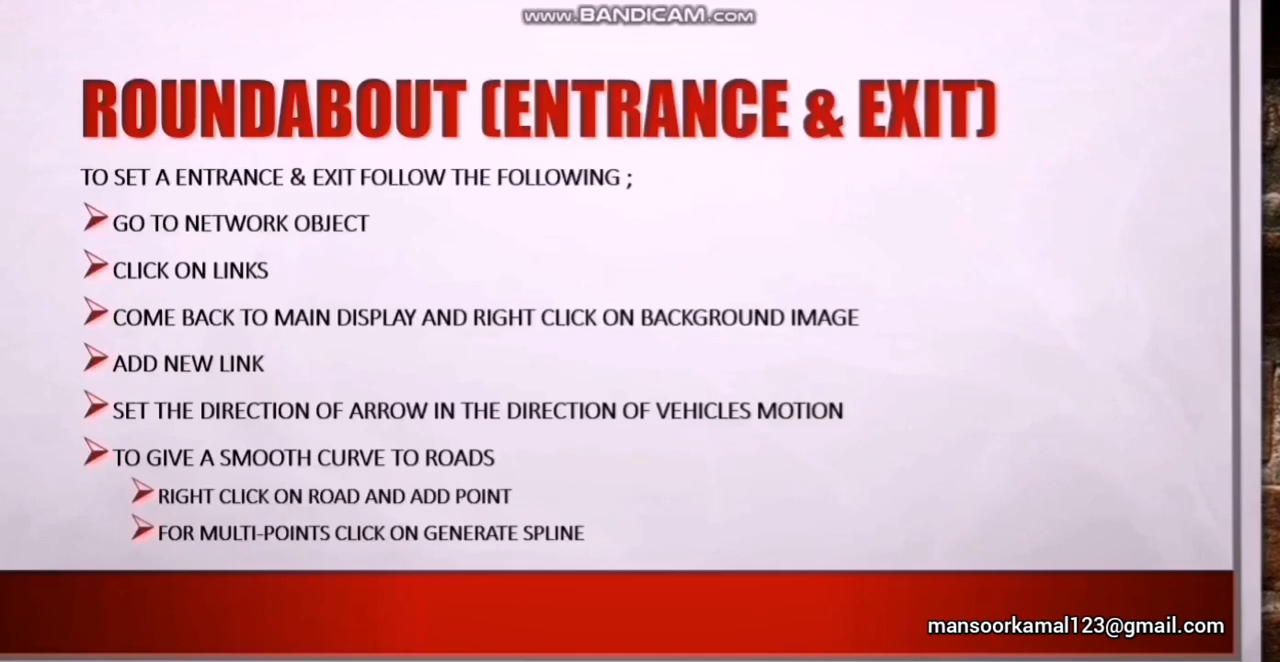 www.BANDICAM.com
ROUNDABOUT (ENTRANCE & EXIT)
TO SET A ENTRANCE & EXIT FOLLOW THE FOLLOWING ;
GO TO NETWORK OBJECT
CLICK ON LINKS
COME BACK TO MAIN DISPLAY AND RIGHT CLICK ON BACKGROUND IMAGE
ADD NEW LINK
SET THE DIRECTION OF ARROW IN THE DIRECTION OF VEHICLES MOTION
TO GIVE A SMOOTH CURVE TO ROADS
RIGHT CLICK ON ROAD AND ADD POINT
FOR MULTI-POINTS CLICK ON GENERATE SPLINE
mansoorkamal123@gmail.com